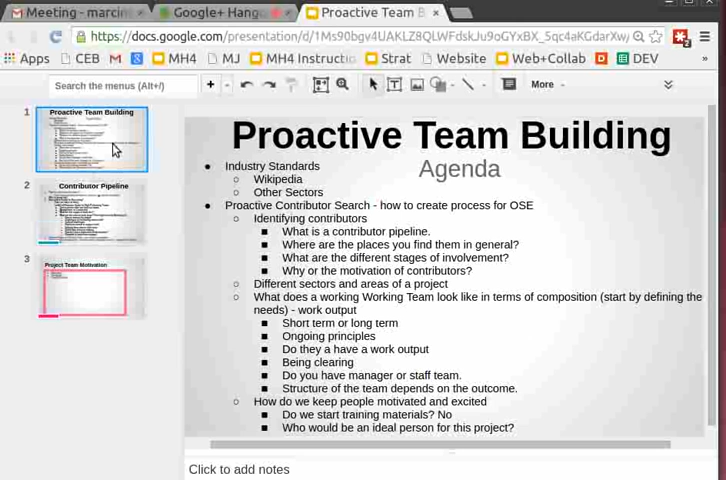 Meeting - marcin
Google+ Hang
Proactive Team B
https://docs.google.com/presentation/d/1Ms90bgv4UAKLZ8QLWFdskJu9oGYxBX_5qc4aKGdarXw/
Apps CEB MH4 MJ MH4 Instructi Strat Website Web+Collab DEV
Search the menus (Alt+/)
More
1
Proactive Team Building
2
Contributor Pipeline
3
Project Team Motivation
Proactive Team Building
Agenda
● Industry Standards
○ Wikipedia
○ Other Sectors
● Proactive Contributor Search - how to create process for OSE
○ Identifying contributors
■ What is a contributor pipeline.
■ Where are the places you find them in general?
■ What are the different stages of involvement?
■ Why or the motivation of contributors?
○ Different sectors and areas of a project
○ What does a working Working Team look like in terms of composition (start by defining the
needs) - work output
■ Short term or long term
■ Ongoing principles
■ Do they a have a work output
■ Being clearing
■ Do you have manager or staff team.
■ Structure of the team depends on the outcome.
○ How do we keep people motivated and excited
■ Do we start training materials? No
■ Who would be an ideal person for this project?
Click to add notes